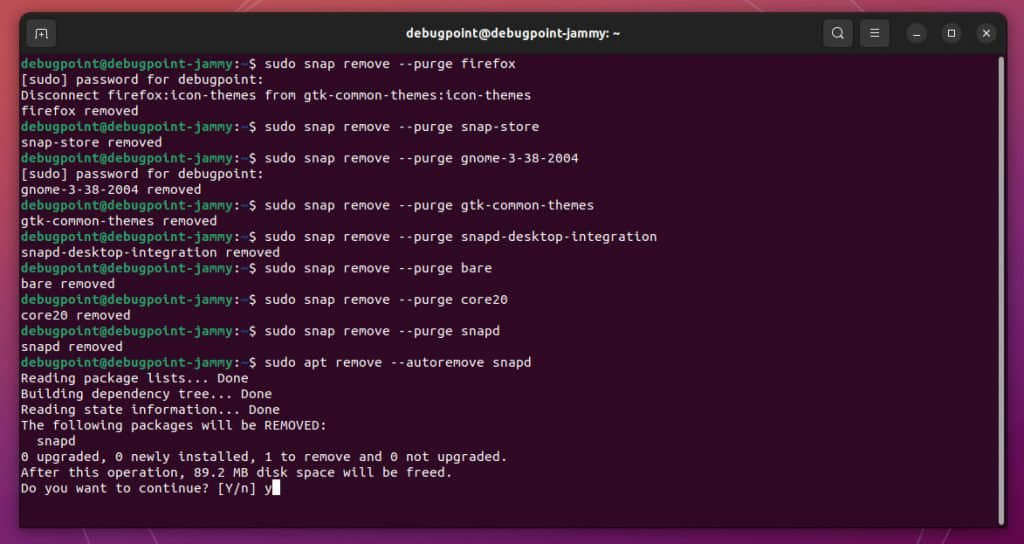 debugpoint@debugpoint-jammy: ~
debugpoint@debugpoint-jammy:~$ sudo snap remove --purge firefox
[sudo] password for debugpoint:
Disconnect firefox:icon-themes from gtk-common-themes:icon-themes
firefox removed
debugpoint@debugpoint-jammy:~$ sudo snap remove --purge snap-store
snap-store removed
debugpoint@debugpoint-jammy:~$ sudo snap remove --purge gnome-3-38-2004
[sudo] password for debugpoint:
gnome-3-38-2004 removed
debugpoint@debugpoint-jammy:~$ sudo snap remove --purge gtk-common-themes
gtk-common-themes removed
debugpoint@debugpoint-jammy:~$ sudo snap remove --purge snapd-desktop-integration
snapd-desktop-integration removed
debugpoint@debugpoint-jammy:~$ sudo snap remove --purge bare
bare removed
debugpoint@debugpoint-jammy:~$ sudo snap remove --purge core20
core20 removed
debugpoint@debugpoint-jammy:~$ sudo snap remove --purge snapd
snapd removed
debugpoint@debugpoint-jammy:~$ sudo apt remove --autoremove snapd
Reading package lists... Done
Building dependency tree... Done
Reading state information... Done
The following packages will be REMOVED:
  snapd
0 upgraded, 0 newly installed, 1 to remove and 0 not upgraded.
After this operation, 89.2 MB disk space will be freed.
Do you want to continue? [Y/n] y